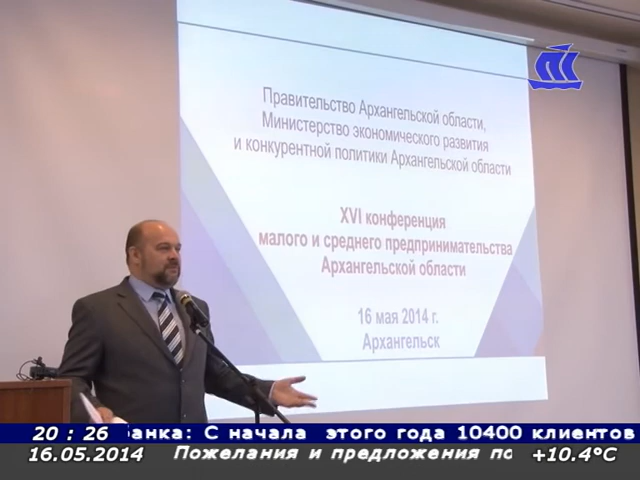 Правительство Архангельской области,
Министерство экономического развития
и конкурентной политики Архангельской области
XVI конференция
малого и среднего предпринимательства
Архангельской области
16 мая 2014 г.
Архангельск
20 : 26 банка: С начала этого года 10400 клиентов
16.05.2014 Пожелания и предложения по +10.4°C